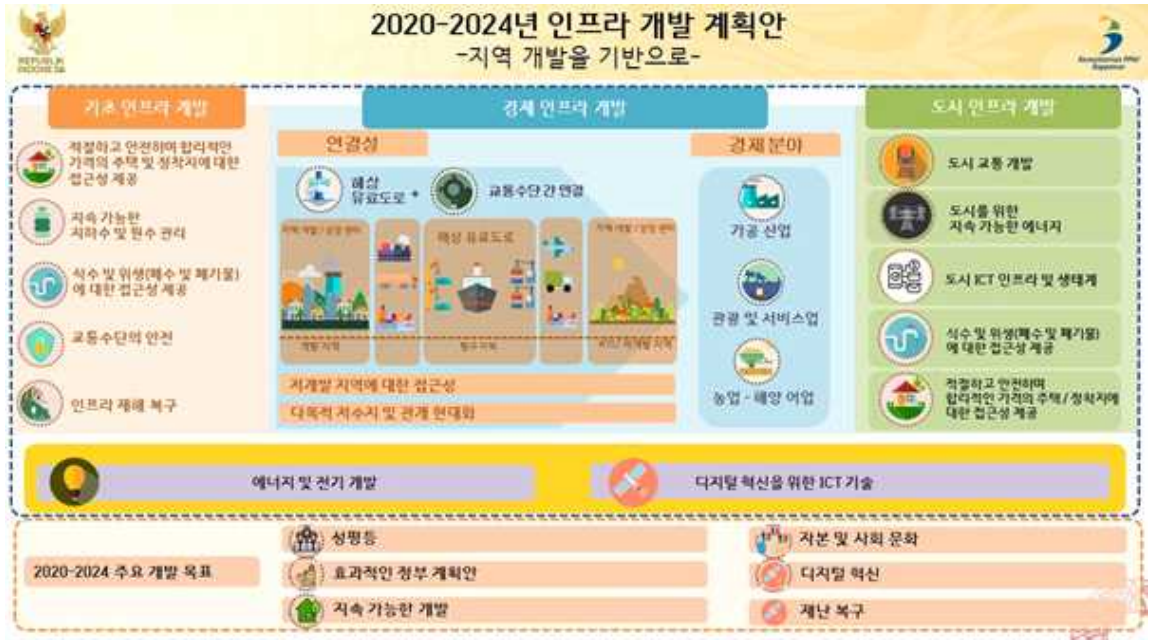 2020-2024년 인프라 개발 계획안
-지역 개발을 기반으로-
REPUBLIK
INDONESIA
기초 인프라 개발
적절하고 안전하며 합리적인
가격의 주택 및 정착지에 대한
접근성 제공
지속 가능한
지하수 및 원수 관리
식수 및 위생(폐수 및 폐기물)
에 대한 접근성 제공
교통수단의 안전
인프라 재해 복구
경제 인프라 개발
연결성
해상
유료도로 +
교통수단 간 연결
해상 유료도로
개발 지역
저개발 지역에 대한 접근성
다목적 저수지 및 관개 현대화
경제 분야
가공 산업
관광 및 서비스업
농업 - 해양 어업
도시 인프라 개발
도시 교통 개발
도시를 위한
지속 가능한 에너지
도시 ICT 인프라 및 생태계
식수 및 위생(폐수 및 폐기물)
에 대한 접근성 제공
적절하고 안전하며
합리적인 가격의 주택 / 정착지에
대한 접근성 제공
에너지 및 전기 개발
디지털 혁신을 위한 ICT 기술
2020-2024 주요 개발 목표
성평등
효과적인 정부 계획안
지속 가능한 개발
자본 및 사회 문화
디지털 혁신
재난 복구